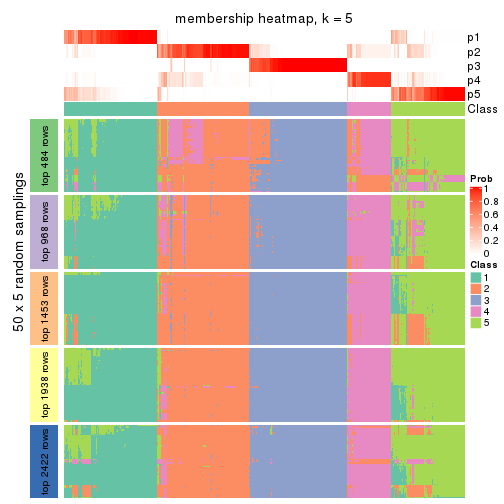 membership heatmap, k = 5
p1
p2
p3
p4
p5
Class
50 x 5 random samplings
top 484 rows
top 968 rows
top 1453 rows
top 1938 rows
top 2422 rows
Prob
1
0.8
0.6
0.4
0.2
0
Class
1
2
3
4
5